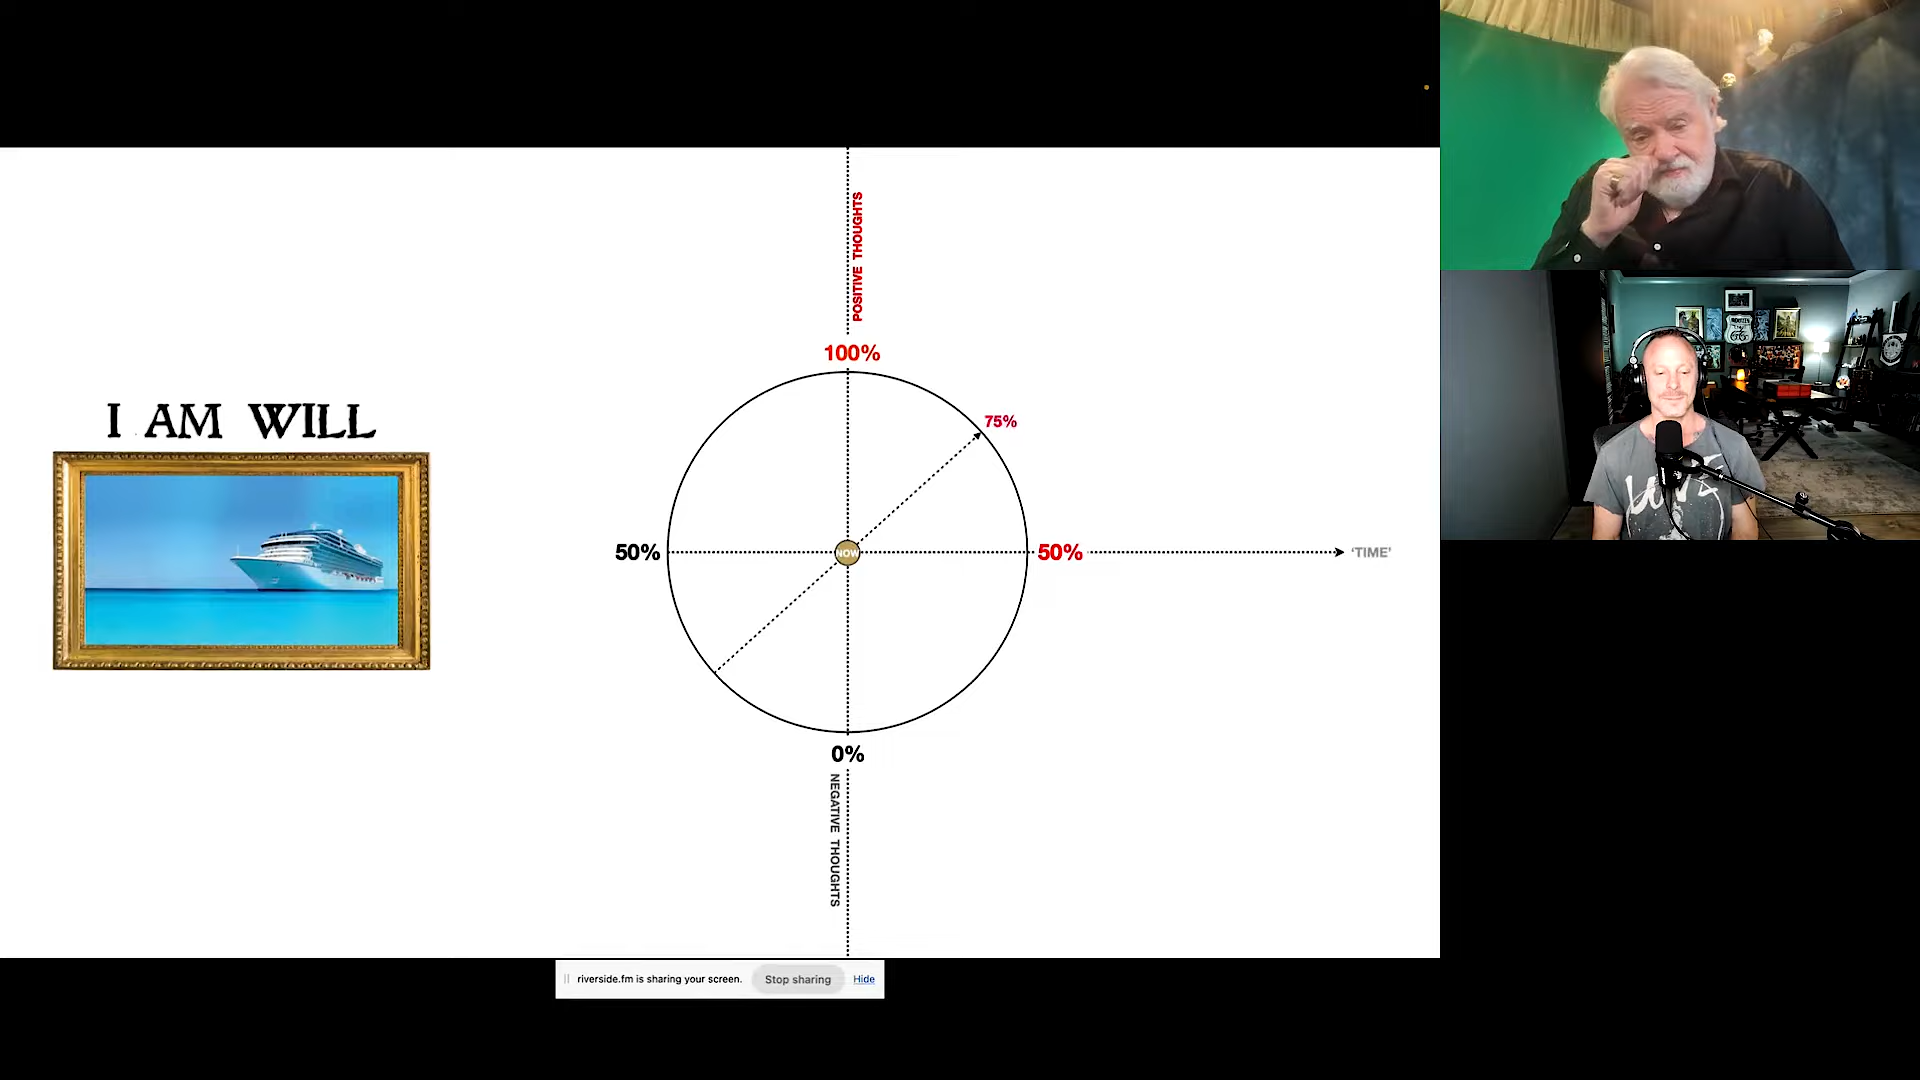 POSITIVE THOUGHTS
100%
75%
I AM WILL
50%
NOW
50%
'TIME'
0%
NEGATIVE THOUGHTS
riverside.fm is sharing your screen.
Stop sharing
Hide